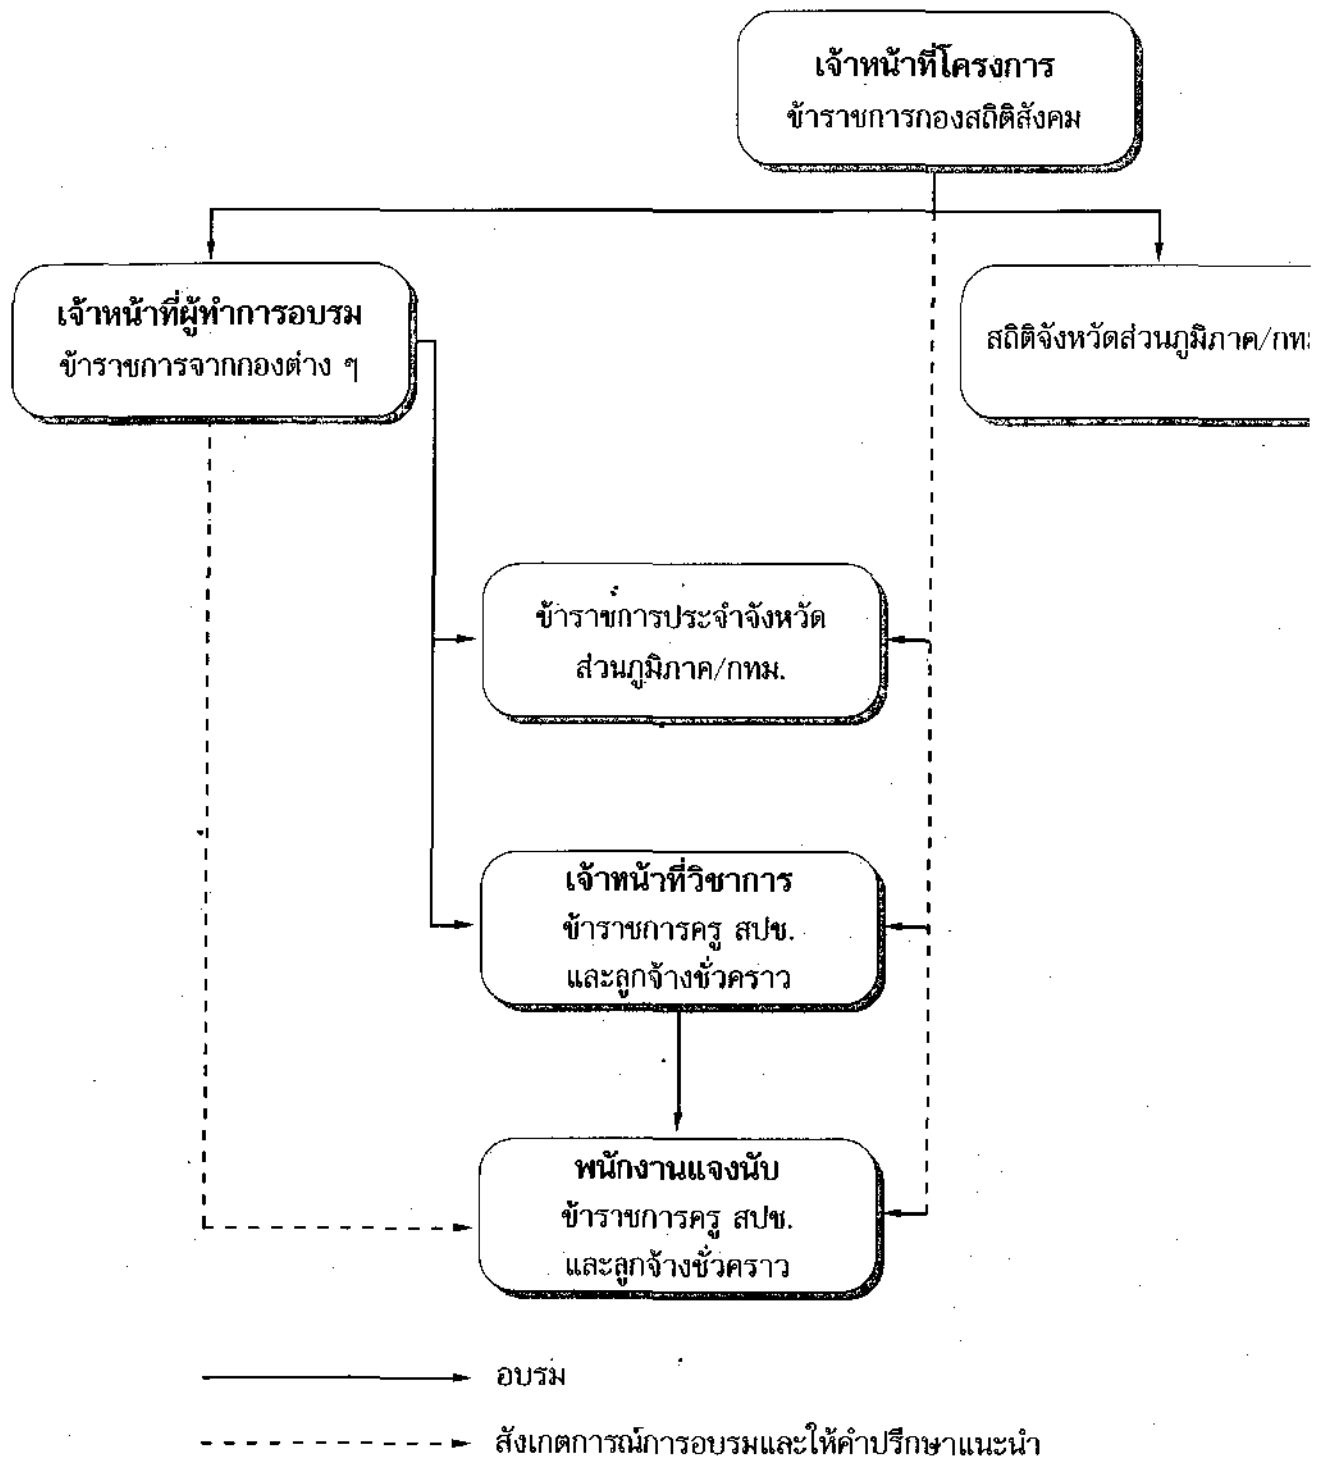 เจ้าหน้าที่โครงการ
ข้าราชการกองสถิติสังคม
เจ้าหน้าที่ผู้ทำการอบรม
ข้าราชการจากกองต่าง ๆ
สถิติจังหวัดส่วนภูมิภาค/กท
ข้าราชการประจำจังหวัด
ส่วนภูมิภาค/กทม.
เจ้าหน้าที่วิชาการ
ข้าราชการครู สปช.
และลูกจ้างชั่วคราว
พนักงานแจงนับ
ข้าราชการครู สปช.
และลูกจ้างชั่วคราว
อบรม
สังเกตการณ์การอบรมและให้คำปรึกษาแนะนำ